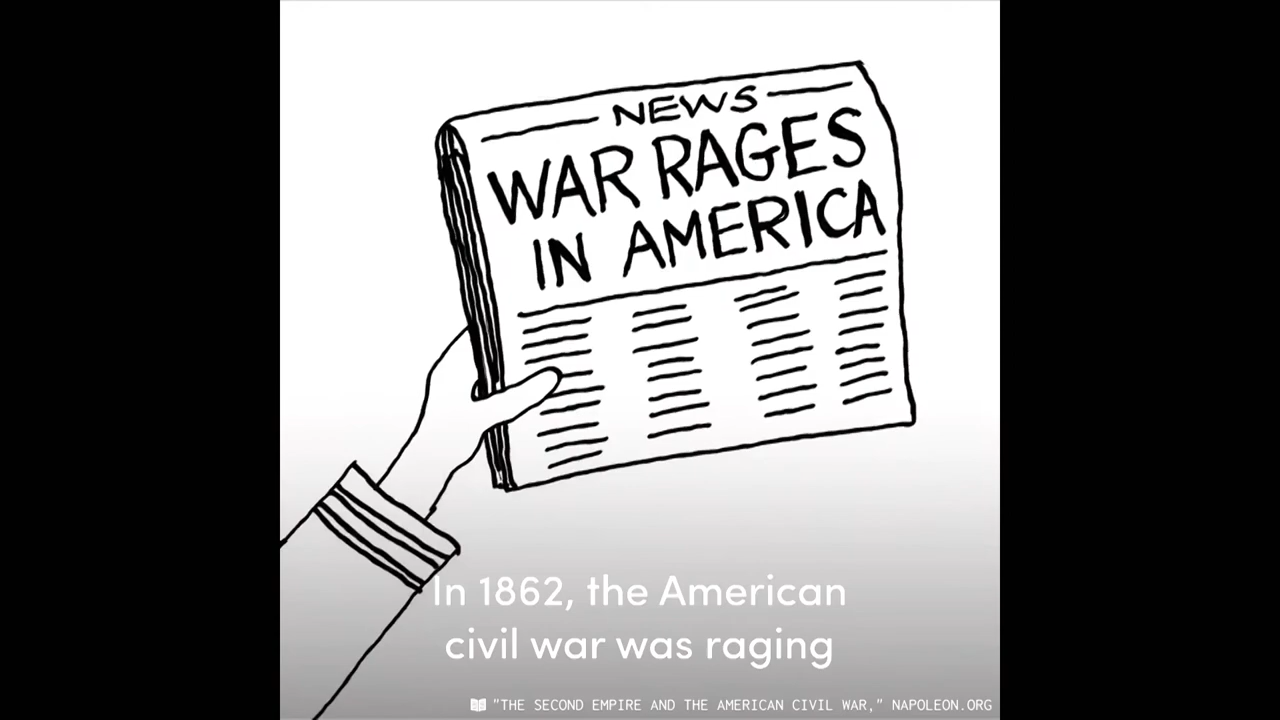 NEWS
WAR RAGES
IN AMERICA
In 1862, the American
civil war was raging
"THE SECOND EMPIRE AND THE AMERICAN CIVIL WAR," NAPOLEON.ORG